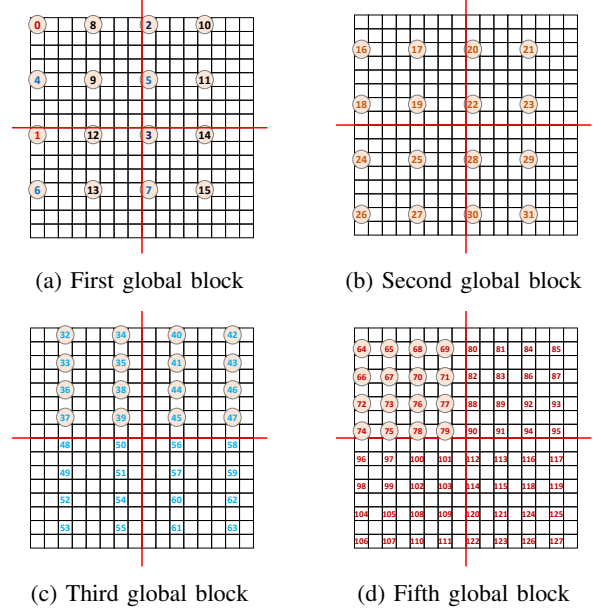 0 8 2 10
4 9 5 11
1 12 3 14
6 13 7 15
(a) First global block
16 17 20 21
18 19 22 23
24 25 28 29
26 27 30 31
(b) Second global block
32 34 40 42
33 35 41 43
36 38 44 46
37 39 45 47
48 50 56 58
49 51 57 59
52 54 60 62
53 55 61 63
(c) Third global block
64 65 68 69 80 81 84 85
66 67 70 71 82 83 86 87
72 73 76 77 88 89 92 93
74 75 78 79 90 91 94 95
96 97 100 101 112 113 116 117
98 99 102 103 114 115 118 119
104 105 108 109 120 121 124 125
106 107 110 111 122 123 126 127
(d) Fifth global block